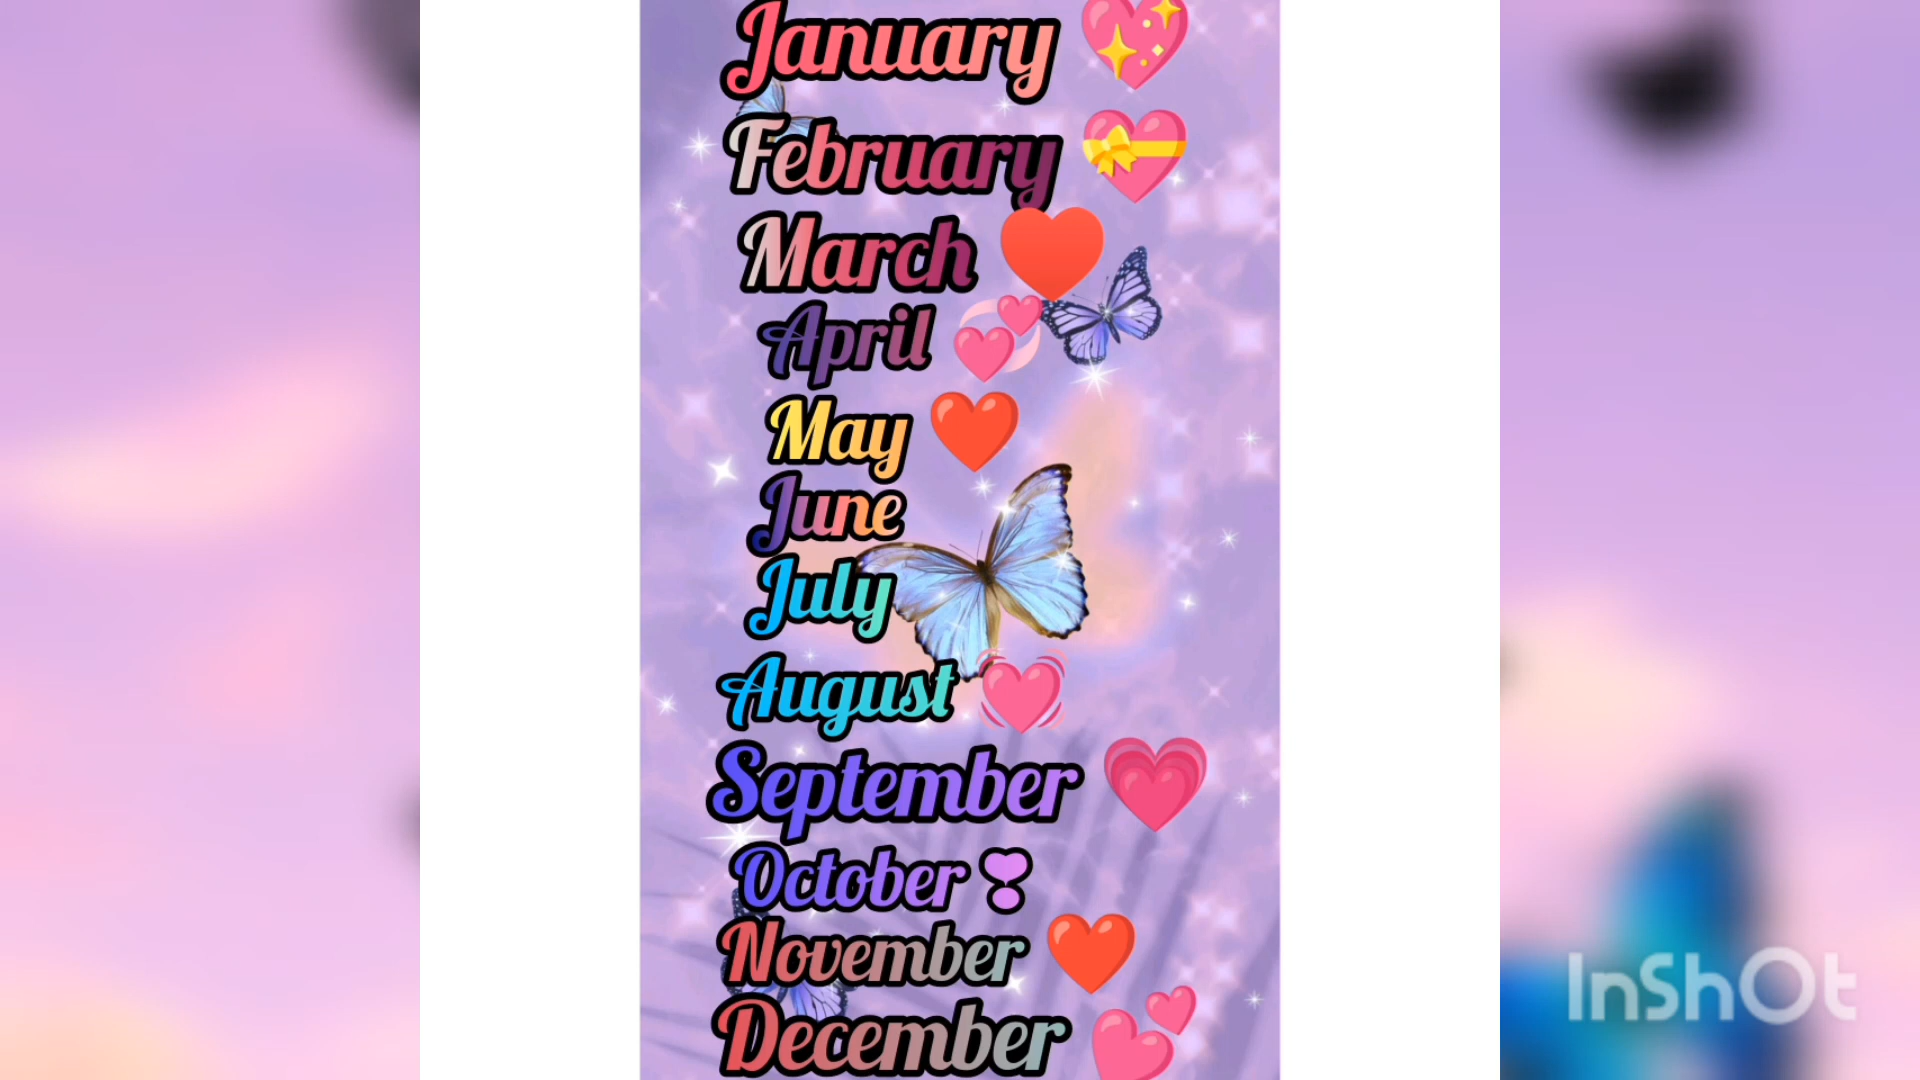 January 💖
February 💝
March ♥️
April 💞
May ❤️
June
July
August 💓
September 💗
October ❣
November ❤️
December 💕
InShOt